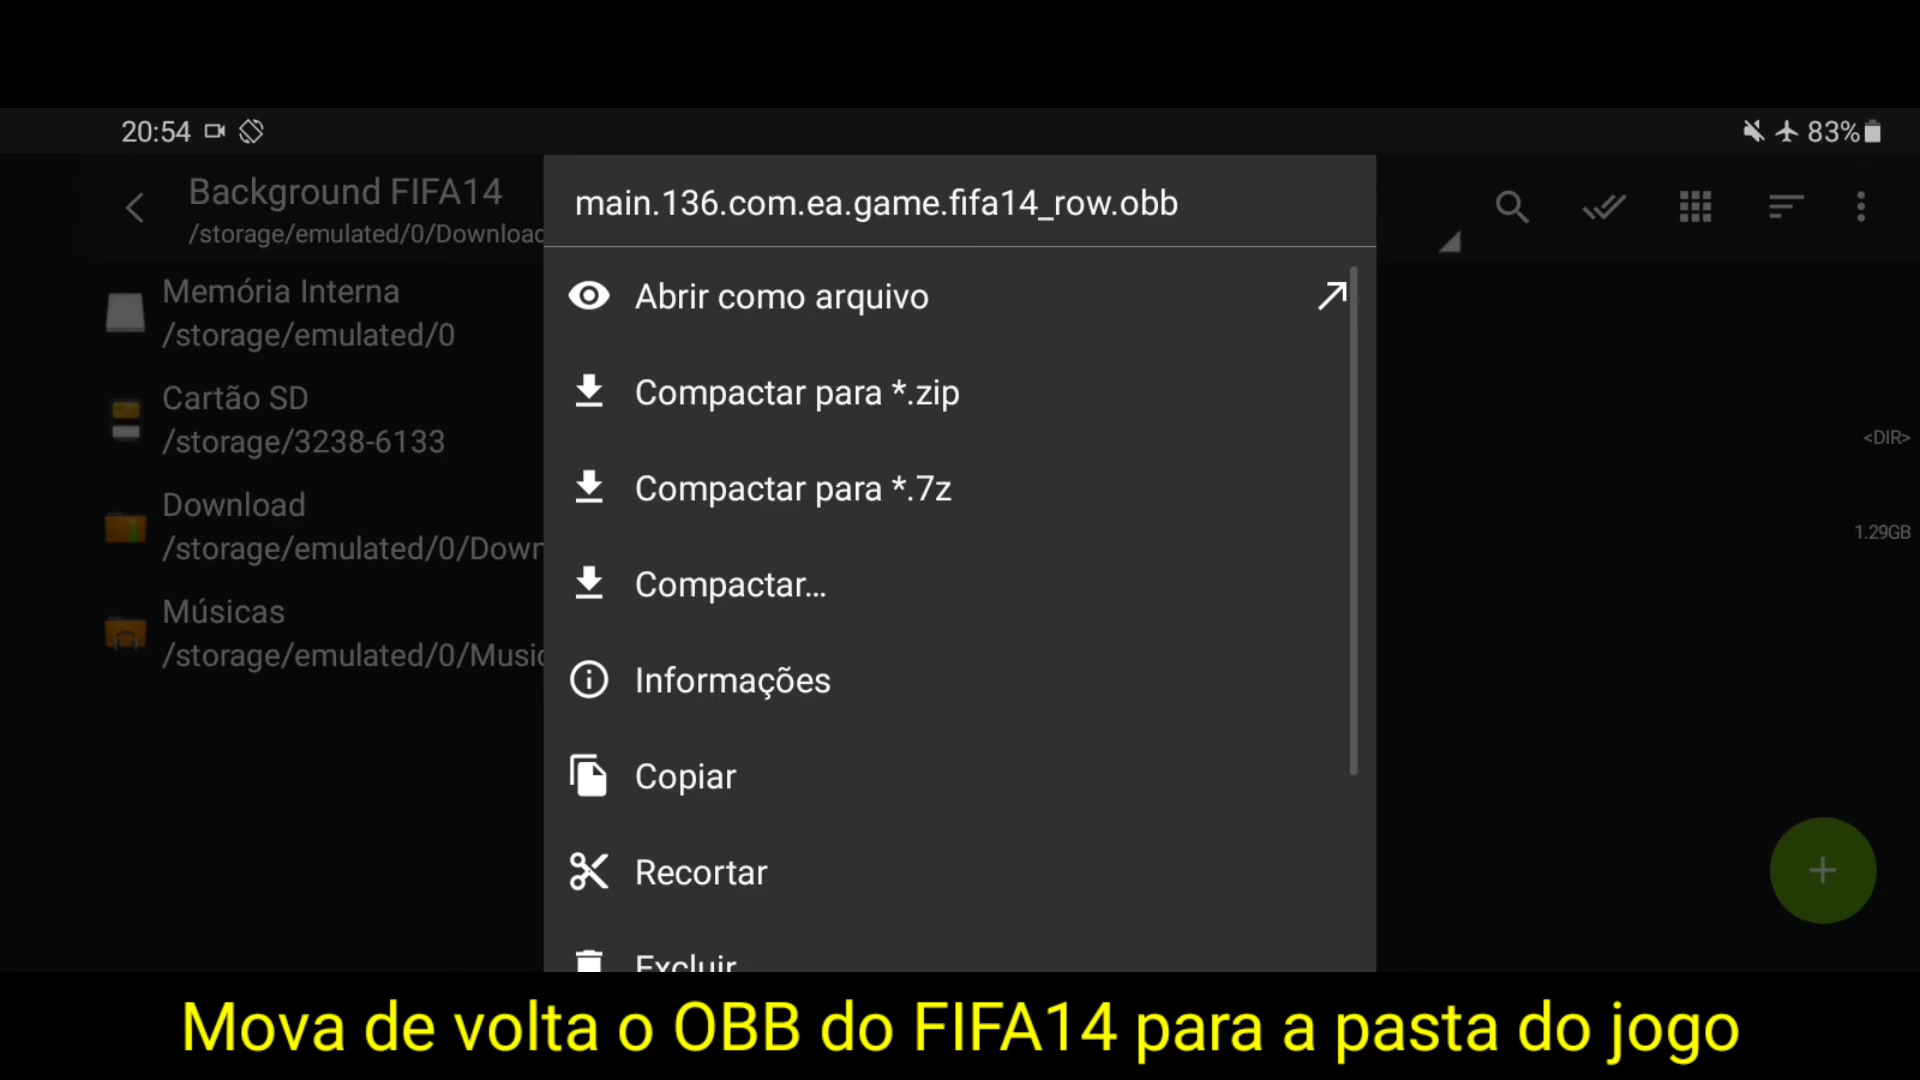 20:54
83%
Background FIFA14
/storage/emulated/0/Download
main.136.com.ea.game.fifa14_row.obb
Memória Interna
/storage/emulated/0
Cartão SD
/storage/3238-6133
Download
/storage/emulated/0/Down
Músicas
/storage/emulated/0/Music
Abrir como arquivo
Compactar para *.zip
Compactar para *.7z
Compactar...
Informações
Copiar
Recortar
Excluir
<DIR>
1.29GB
Mova de volta o OBB do FIFA14 para a pasta do jogo